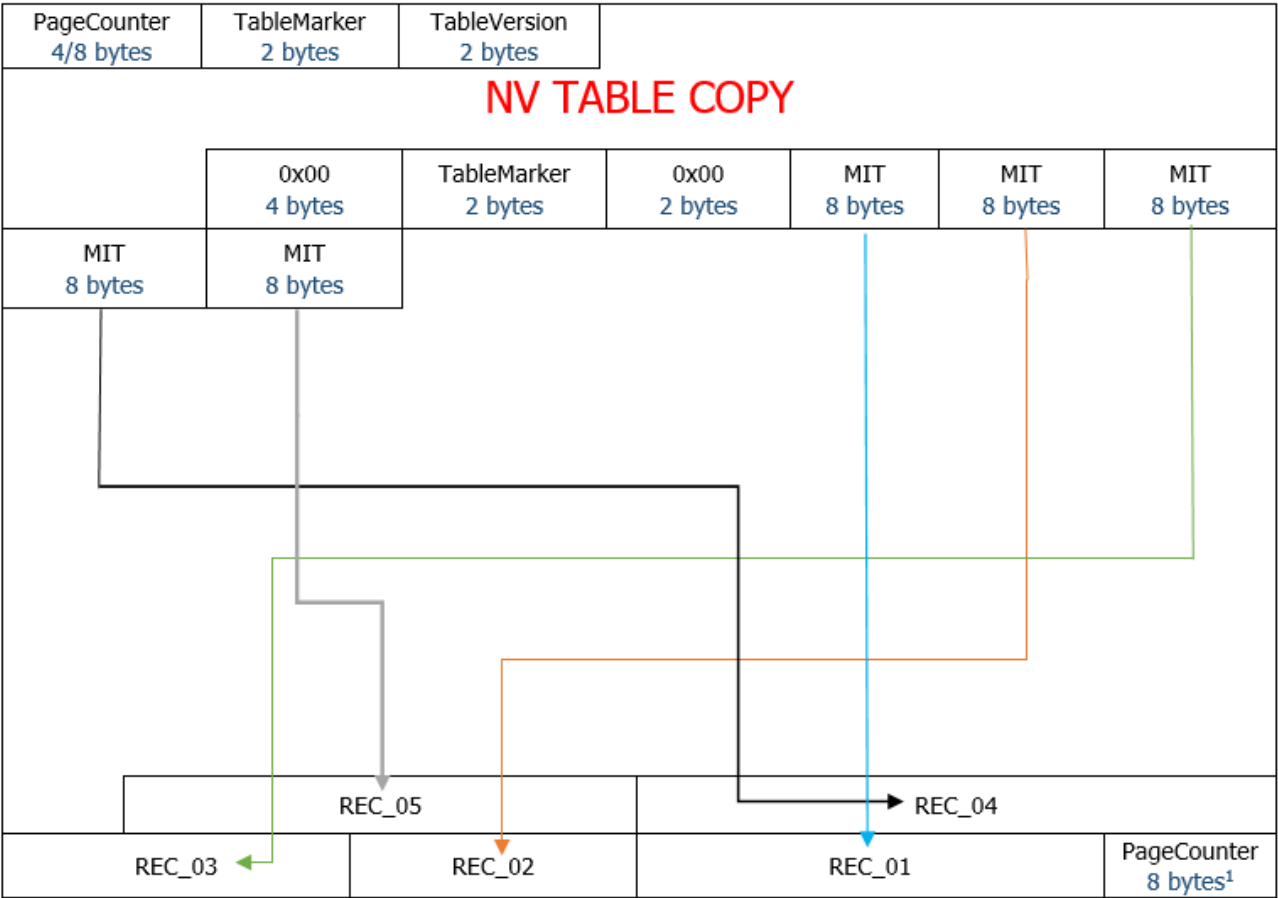 PageCounter TableMarker TableVersion
4/8 bytes 2 bytes 2 bytes
NV TABLE COPY
0x00 TableMarker 0x00 MIT MIT MIT
4 bytes 2 bytes 2 bytes 8 bytes 8 bytes 8 bytes
MIT MIT
8 bytes 8 bytes
REC_05 REC_04
REC_03 REC_02 REC_01 PageCounter
8 bytes¹